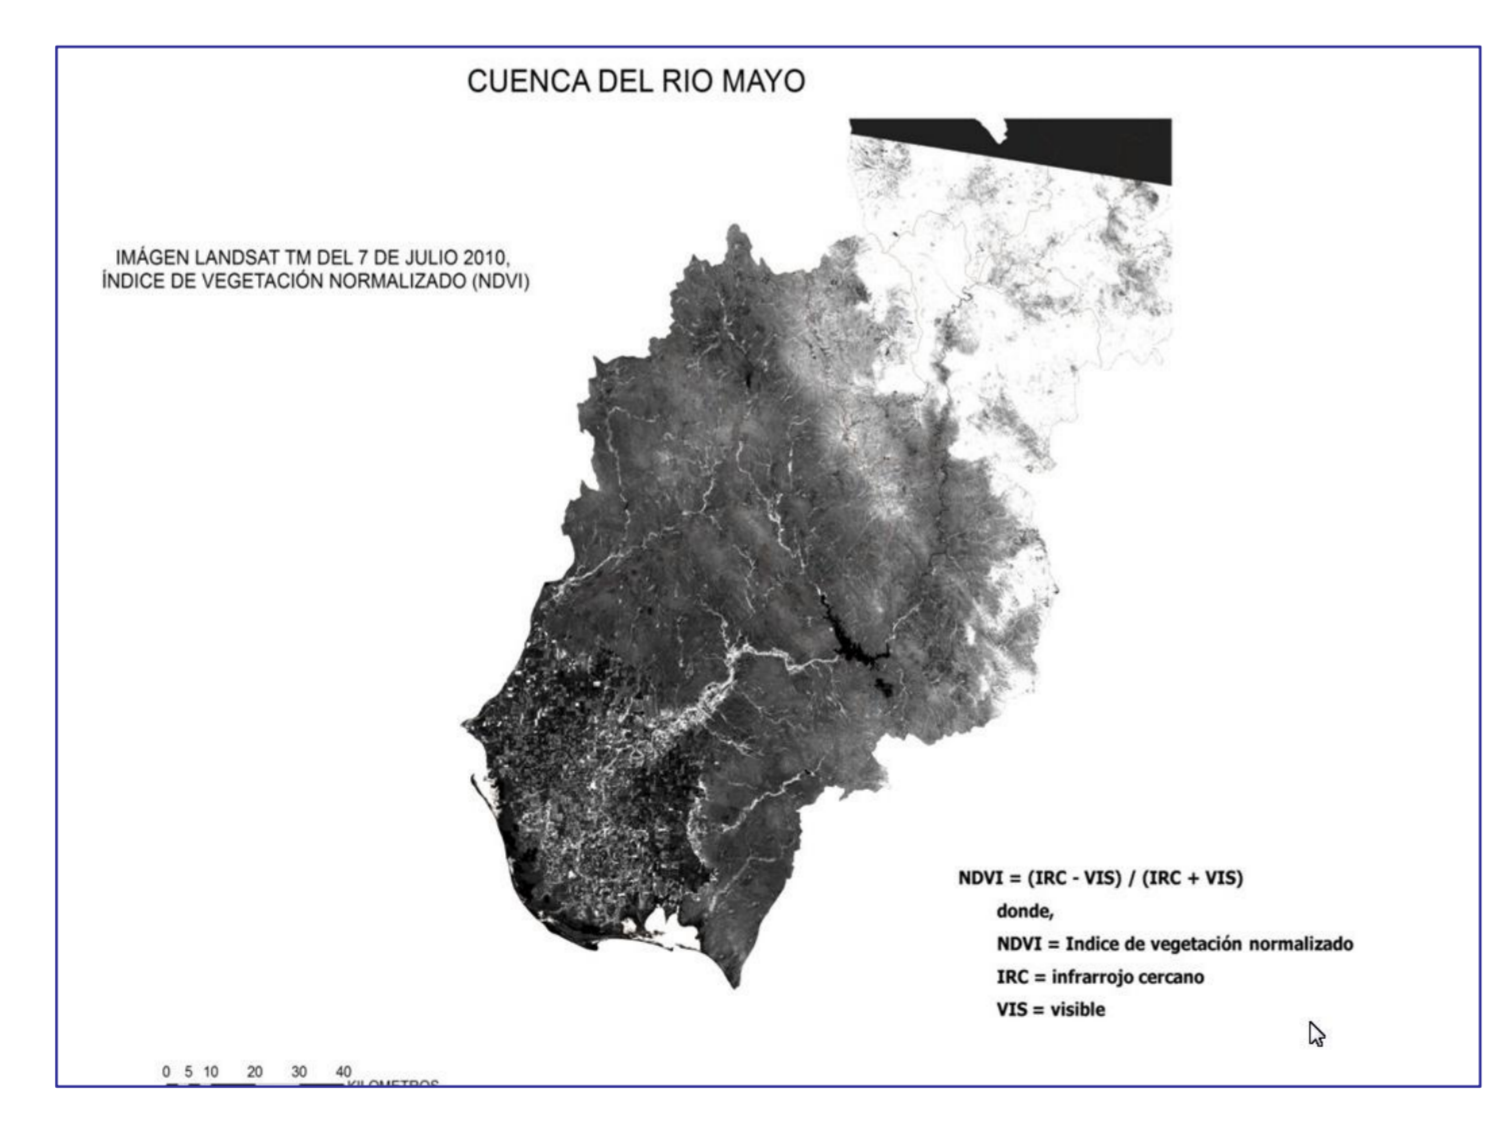 CUENCA DEL RIO MAYO
IMÁGEN LANDSAT TM DEL 7 DE JULIO 2010,
ÍNDICE DE VEGETACIÓN NORMALIZADO (NDVI)
NDVI = (IRC - VIS) / (IRC + VIS)
donde,
NDVI = Indice de vegetación normalizado
IRC = infrarrojo cercano
VIS = visible
0 5 10 20 30 40
KILOMETROS